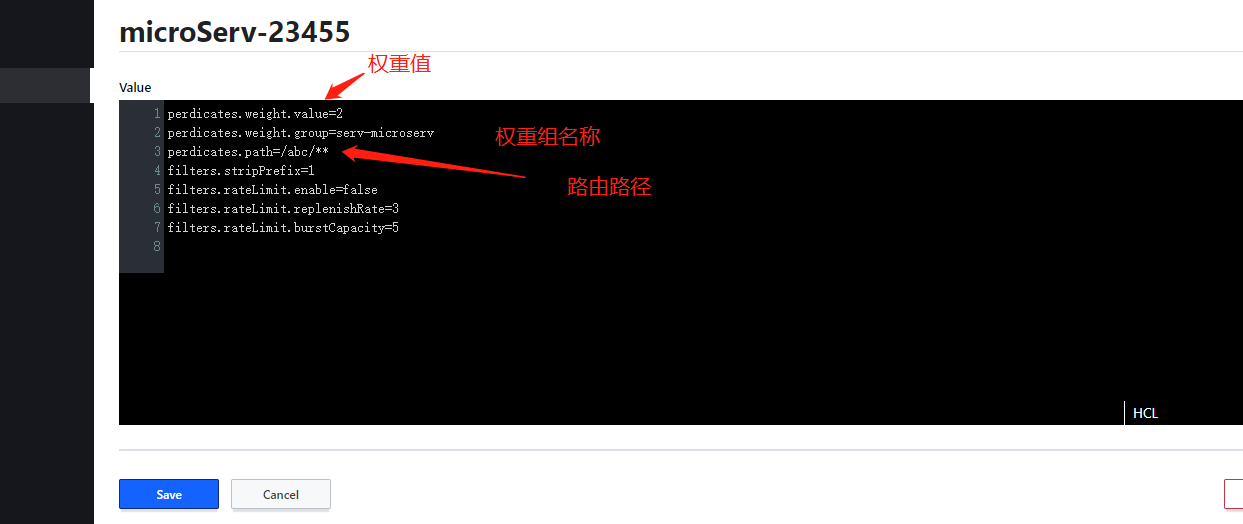 microServ-23455
权重值
Value
1 perdicates.weight.value=2
2 perdicates.weight.group=serv-microserv
权重组名称
3 perdicates.path=/abc/**
4 filters.stripPrefix=1
路由路径
5 filters.rateLimit.enable=false
6 filters.rateLimit.replenishRate=3
7 filters.rateLimit.burstCapacity=5
8
HCL
Save
Cancel